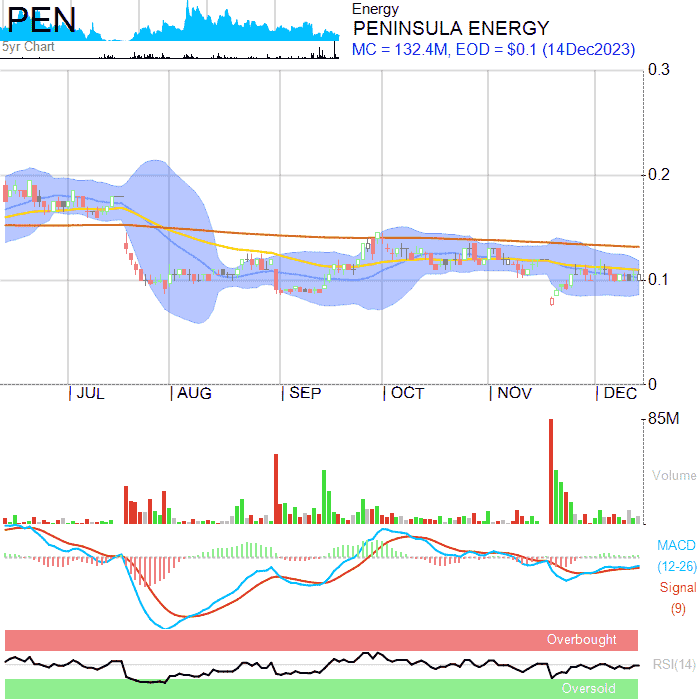 PEN
5yr Chart
Energy
PENINSULA ENERGY
MC = 132.4M, EOD = $0.1 (14Dec2023)
0.3
0.2
0.1
0
| JUL | AUG | SEP | OCT | NOV | DEC
85M
Volume
MACD
(12-26)
Signal
(9)
Overbought
RSI(14)
Oversold